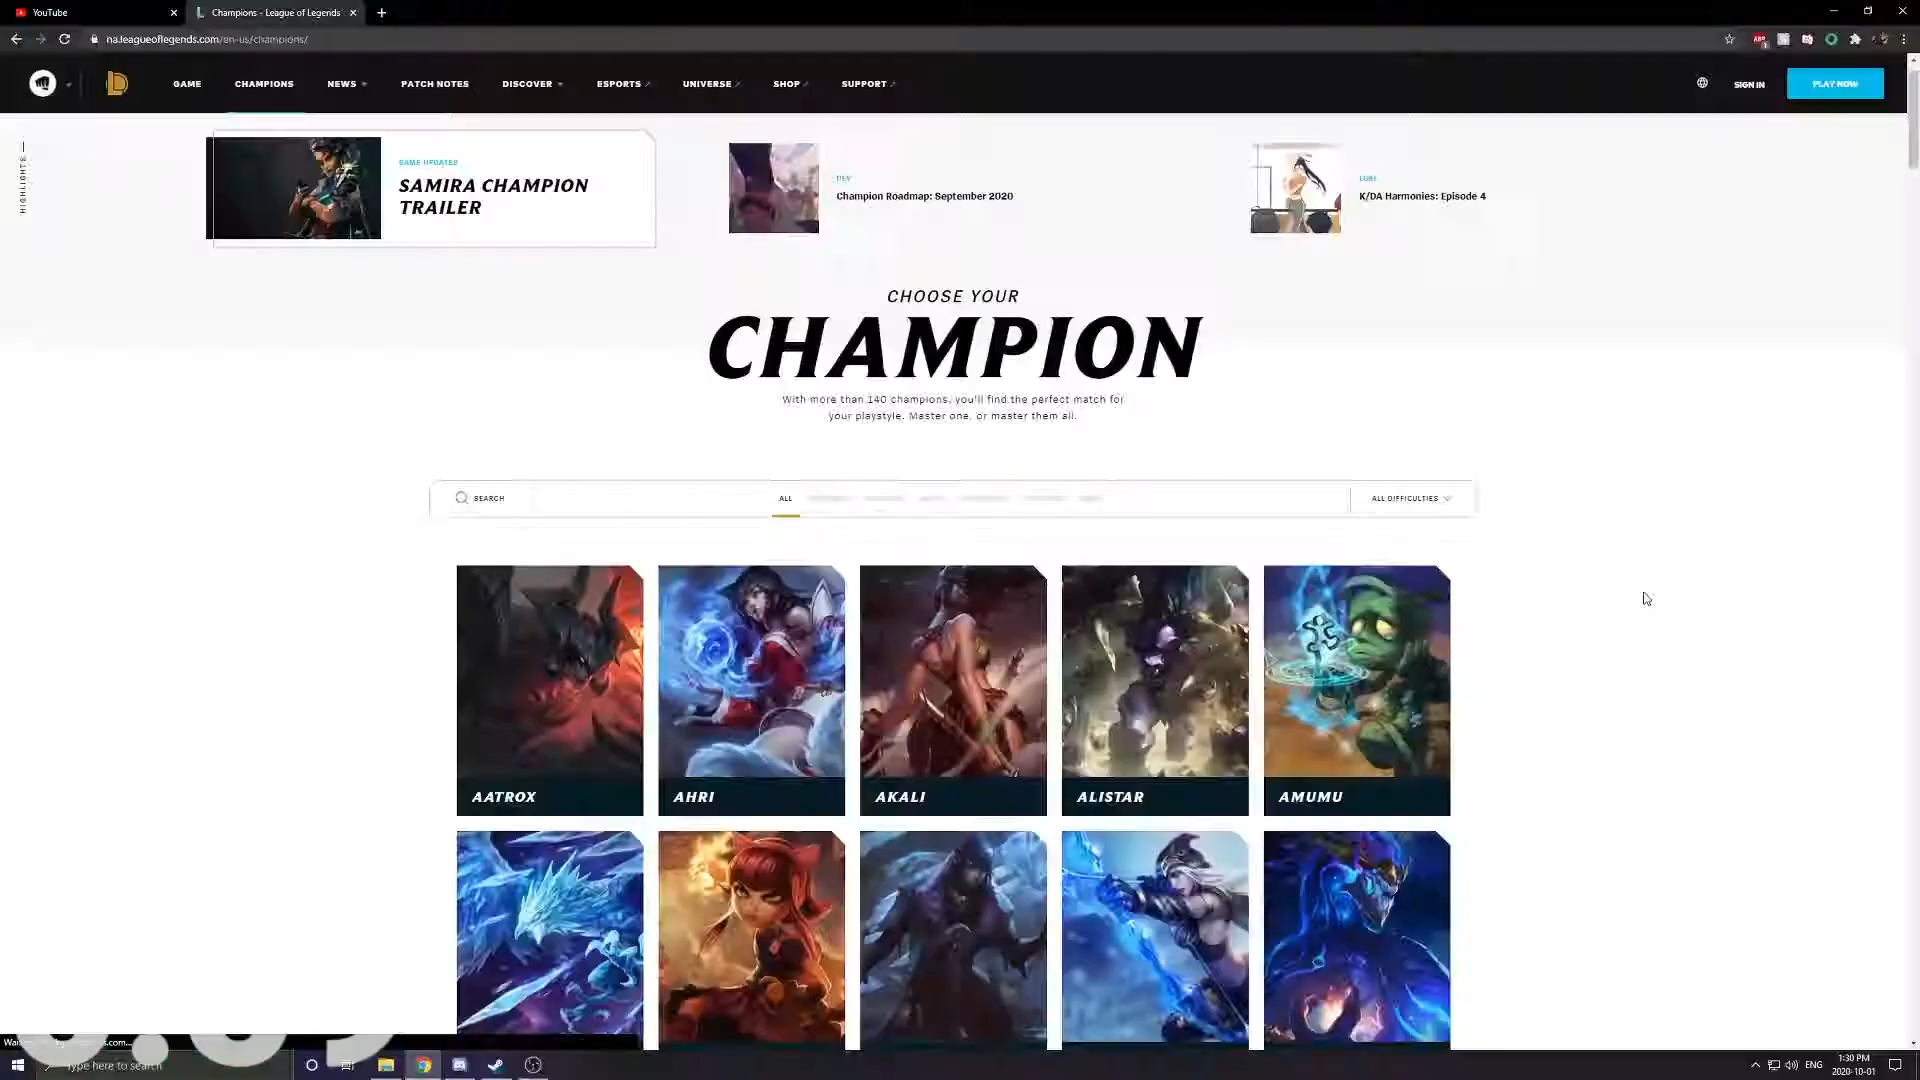 YouTube
Champions - League of Legends
na.leagueoflegends.com/en-us/champions/
GAME
CHAMPIONS
NEWS
PATCH NOTES
DISCOVER
ESPORTS
UNIVERSE
SHOP
SUPPORT
SIGN IN
PLAY NOW
HIGHLIGHTS
GAME UPDATES
SAMIRA CHAMPION
TRAILER
DEV
Champion Roadmap: September 2020
LORE
K/DA Harmonies: Episode 4
CHOOSE YOUR
CHAMPION
With more than 140 champions, you'll find the perfect match for
your playstyle. Master one, or master them all.
SEARCH
ALL
ALL DIFFICULTIES
AATROX
AHRI
AKALI
ALISTAR
AMUMU
Type here to search
ENG
1:30 PM
2020-10-01